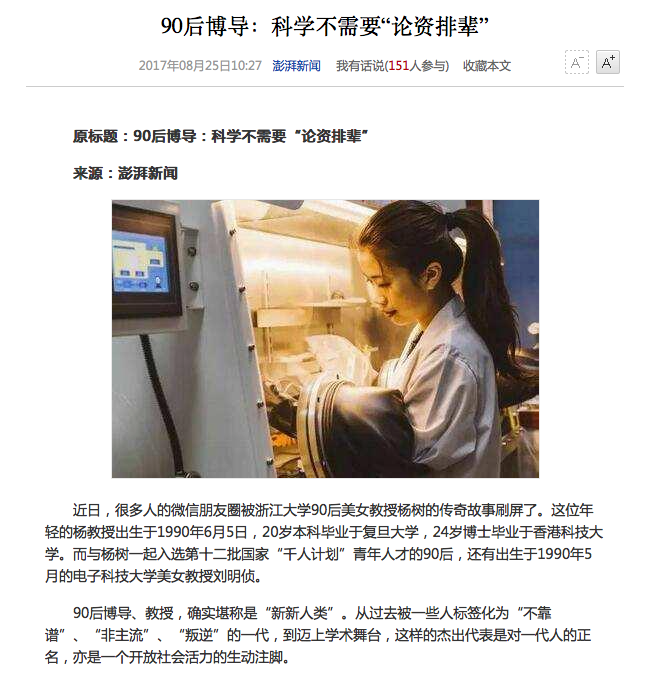 90后博导：科学不需要“论资排辈”
2017年08月25日10:27 澎湃新闻 我有话说(151人参与) 收藏本文 A- A+
原标题：90后博导：科学不需要“论资排辈”
来源：澎湃新闻
近日，很多人的微信朋友圈被浙江大学90后美女教授杨树的传奇故事刷屏了。这位年
轻的杨教授出生于1990年6月5日，20岁本科毕业于复旦大学，24岁博士毕业于香港科技大
学。而与杨树一起入选第十二批国家“千人计划”青年人才的90后，还有出生于1990年5
月的电子科技大学美女教授刘明侦。
90后博导、教授，确实堪称是“新新人类”。从过去被一些人标签化为“不靠
谱”、“非主流”、“叛逆”的一代，到迈上学术舞台，这样的杰出代表是对一代人的正
名，亦是一个开放社会活力的生动注脚。